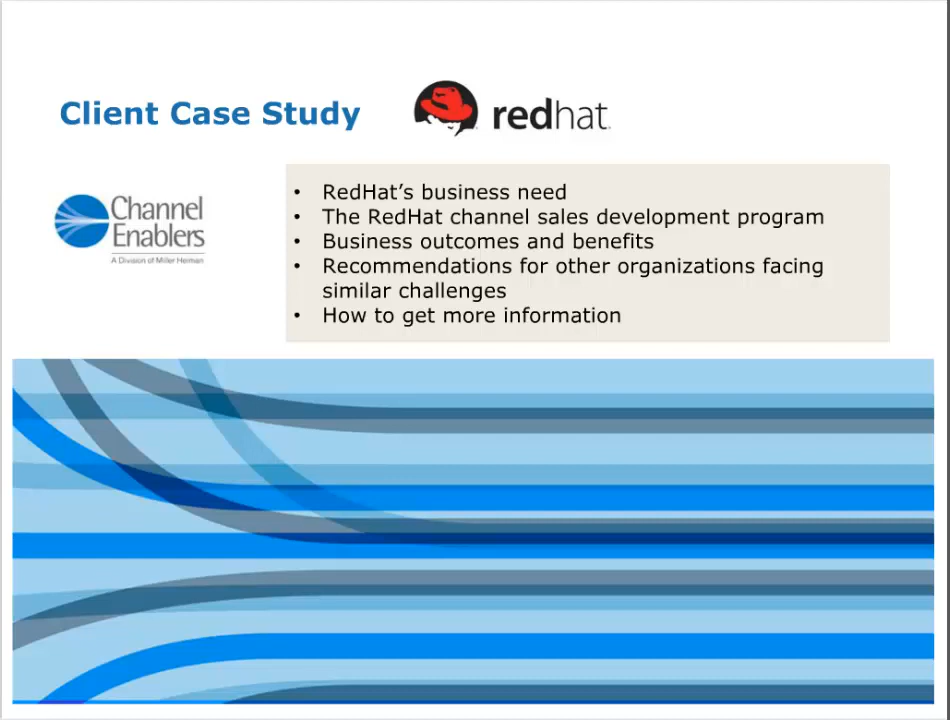 Client Case Study
redhat.
Channel
Enablers
A Division of Miller Heiman
• RedHat’s business need
• The RedHat channel sales development program
• Business outcomes and benefits
• Recommendations for other organizations facing
similar challenges
• How to get more information